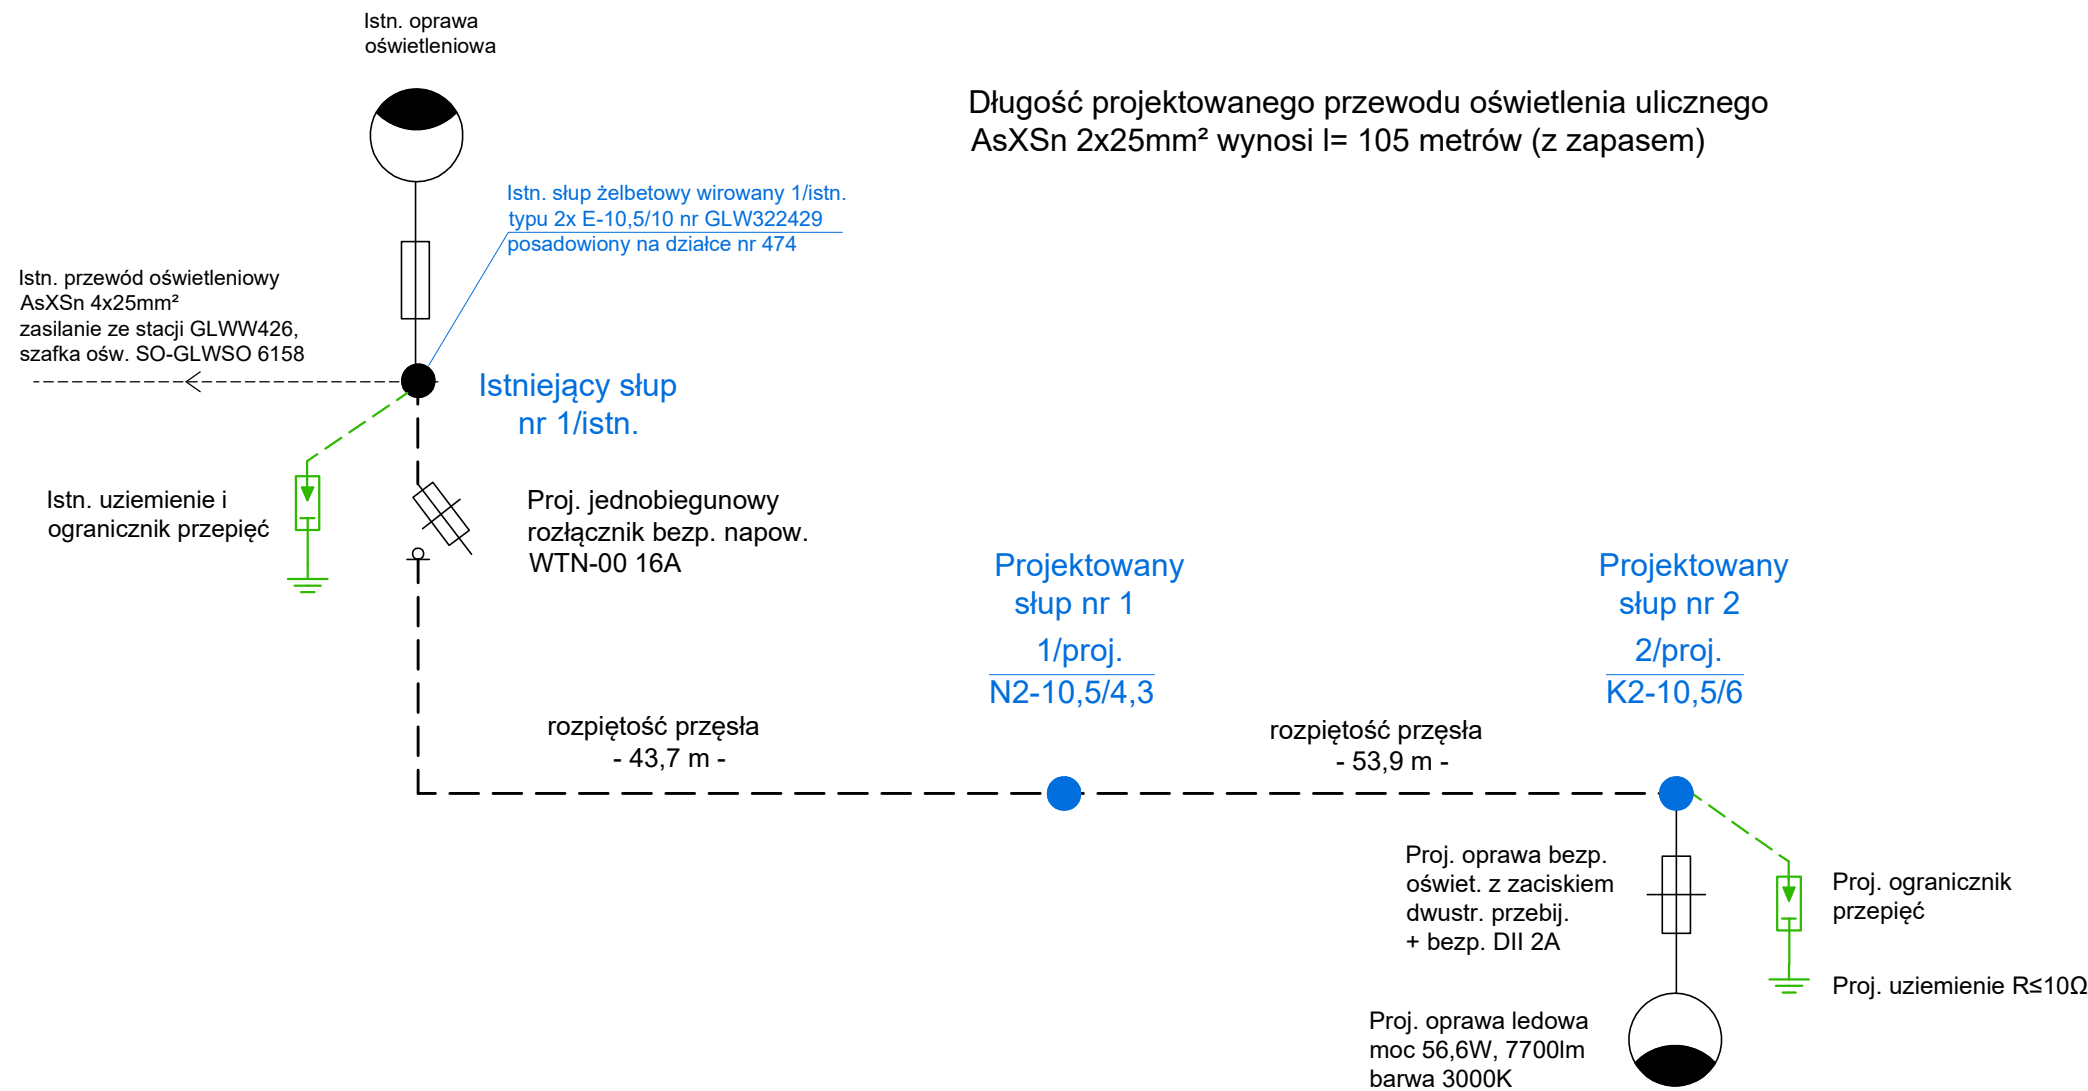 Istn. oprawa
oświetleniowa
Długość projektowanego przewodu oświetlenia ulicznego
AsXSn 2x25mm² wynosi l= 105 metrów (z zapasem)
Istn. słup żelbetowy wirowany 1/istn.
typu 2x E-10,5/10 nr GLW322429
posadowiony na działce nr 474
Istn. przewód oświetleniowy
AsXSn 4x25mm²
zasilanie ze stacji GLWW426,
szafka ośw. SO-GLWSO 6158
Istniejący słup
nr 1/istn.
Istn. uziemienie i
ogranicznik przepięć
Proj. jednobiegunowy
rozłącznik bezp. napow.
WTN-00 16A
Projektowany
słup nr 1
1/proj.
N2-10,5/4,3
Projektowany
słup nr 2
2/proj.
K2-10,5/6
rozpiętość przęsła
- 43,7 m -
rozpiętość przęsła
- 53,9 m -
Proj. oprawa bezp.
oświet. z zaciskiem
dwustr. przebij.
+ bezp. DII 2A
Proj. ogranicznik
przepięć
Proj. uziemienie R≤10Ω
Proj. oprawa ledowa
moc 56,6W, 7700lm
barwa 3000K